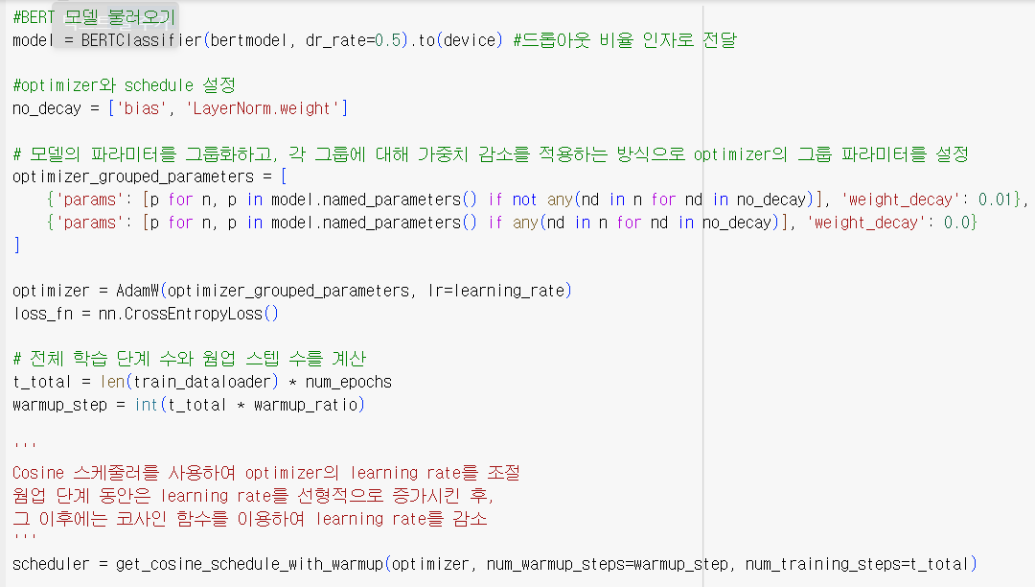 #BERT 모델 불러오기
model = BERTClassifier(bertmodel, dr_rate=0.5).to(device) #드롭아웃 비율 인자로 전달
#optimizer와 schedule 설정
no_decay = ['bias', 'LayerNorm.weight']
# 모델의 파라미터를 그룹화하고, 각 그룹에 대해 가중치 감소를 적용하는 방식으로 optimizer의 그룹 파라미터를 설정
optimizer_grouped_parameters = [
    {'params': [p for n, p in model.named_parameters() if not any(nd in n for nd in no_decay)], 'weight_decay': 0.01},
    {'params': [p for n, p in model.named_parameters() if any(nd in n for nd in no_decay)], 'weight_decay': 0.0}
]
optimizer = AdamW(optimizer_grouped_parameters, lr=learning_rate)
loss_fn = nn.CrossEntropyLoss()
# 전체 학습 단계 수와 웜업 스텝 수를 계산
t_total = len(train_dataloader) * num_epochs
warmup_step = int(t_total * warmup_ratio)
'''
Cosine 스케줄러를 사용하여 optimizer의 learning rate를 조절
웜업 단계 동안은 learning rate를 선형적으로 증가시킨 후,
그 이후에는 코사인 함수를 이용하여 learning rate를 감소
'''
scheduler = get_cosine_schedule_with_warmup(optimizer, num_warmup_steps=warmup_step, num_training_steps=t_total)